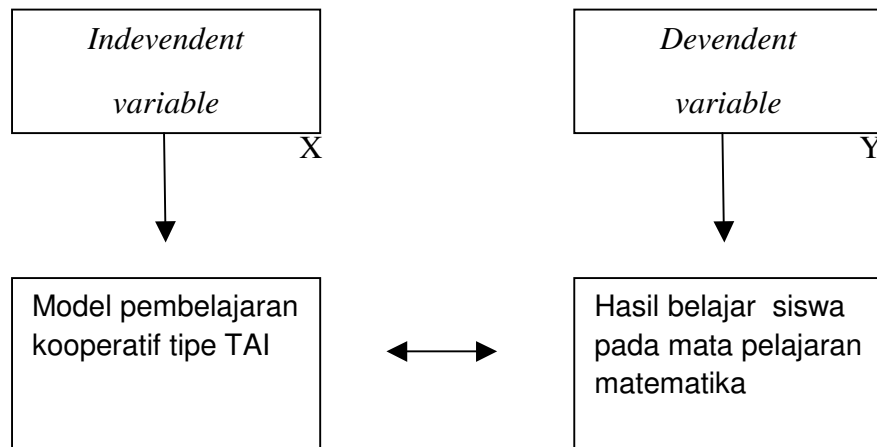 Indevendent
variable
X
Devendent
variable
Y
Model pembelajaran
kooperatif tipe TAI
Hasil belajar siswa
pada mata pelajaran
matematika